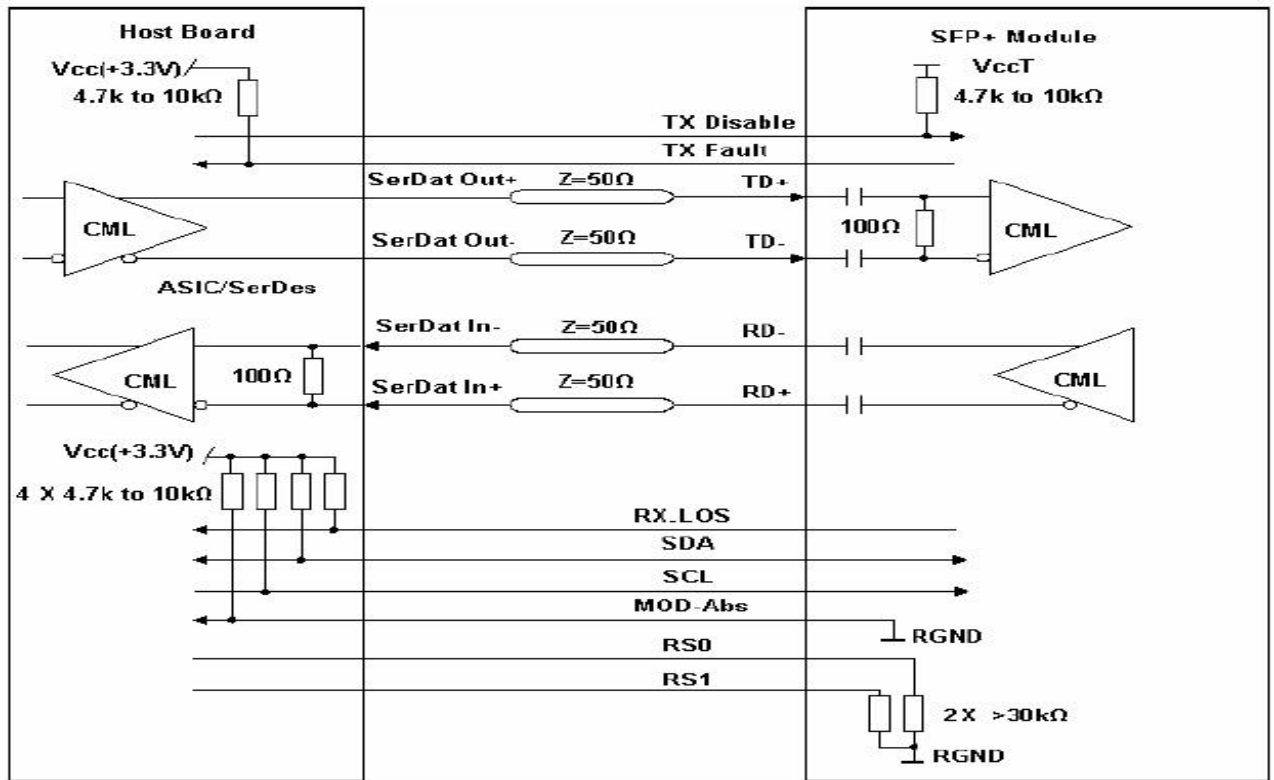 Host Board
SFP+ Module
Vcc(+3.3V)
4.7k to 10kΩ
VccT
4.7k to 10kΩ
TX Disable
TX Fault
SerDat Out+
Z=50Ω
TD+
CML
100Ω
CML
SerDat Out-
Z=50Ω
TD-
ASIC/SerDes
SerDat In-
Z=50Ω
RD-
CML
100Ω
SerDat In+
Z=50Ω
RD+
CML
Vcc(+3.3V)
4 X 4.7k to 10kΩ
RX_LOS
SDA
SCL
MOD-Abs
RGND
RS0
RS1
2X >30kΩ
RGND